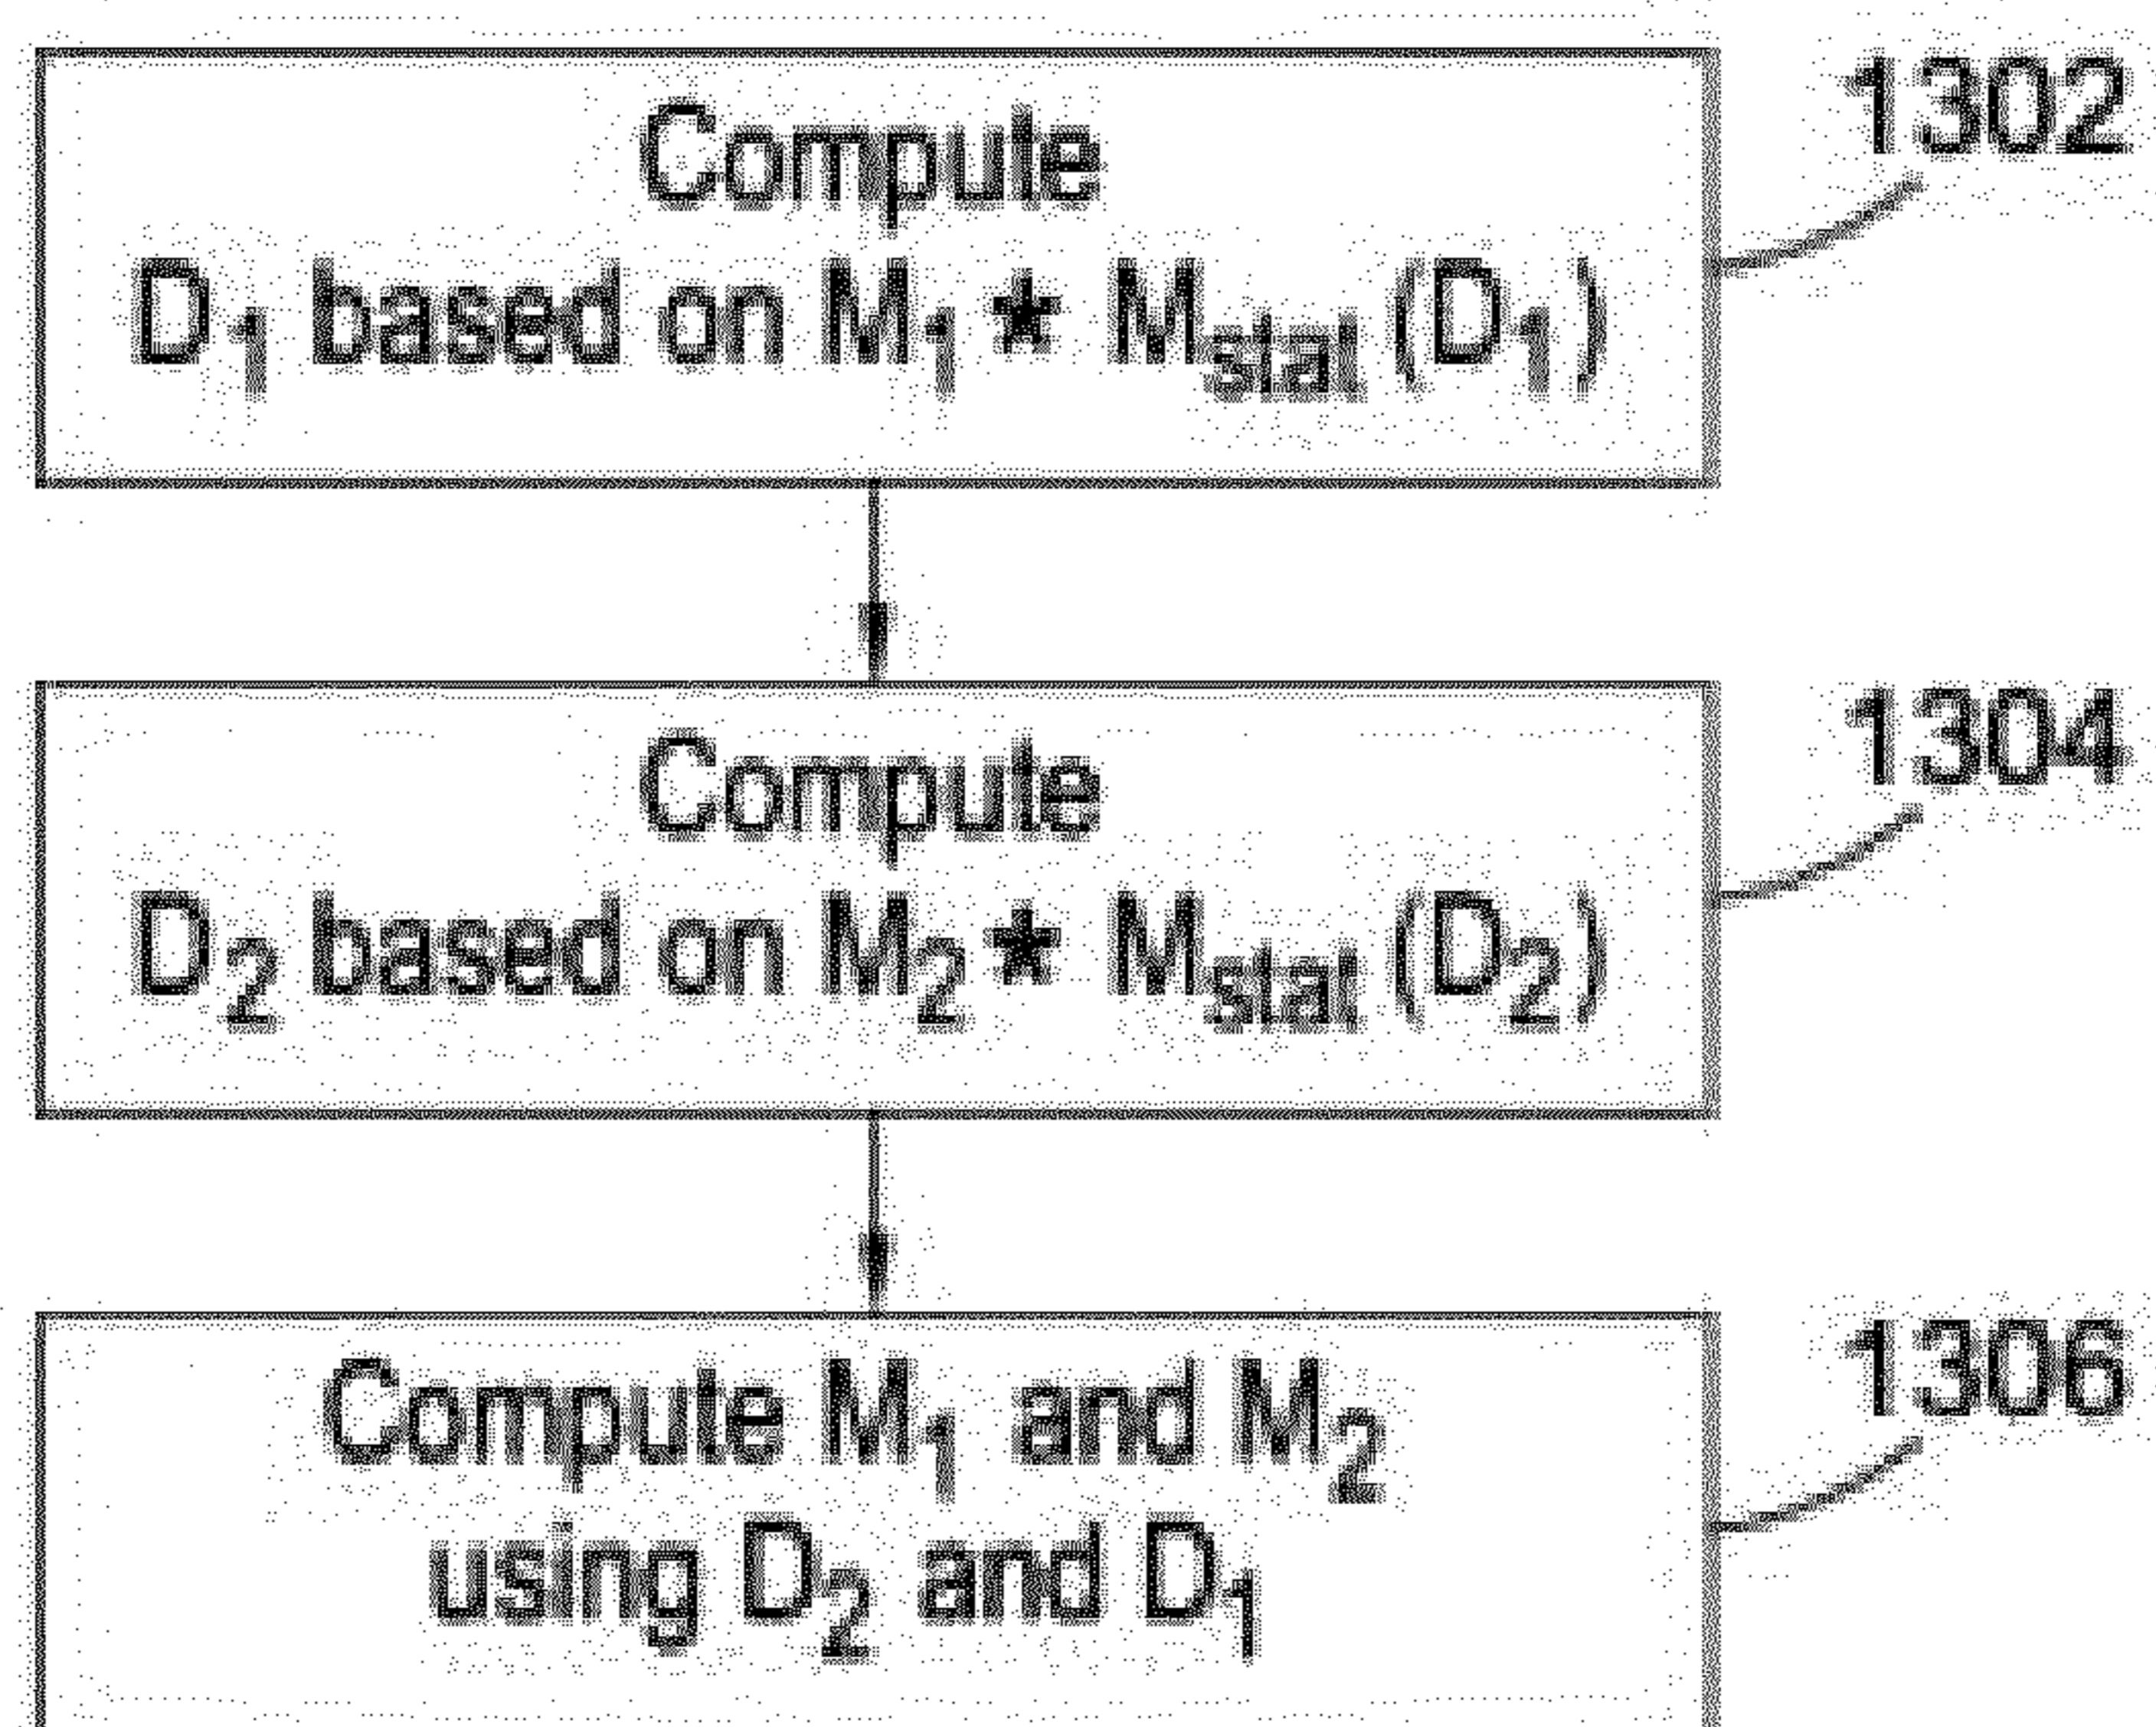 Compute
D₁ based on M₁ ★ Mstat (D₁)
1302
Compute
D₂ based on M₂ ★ Mstat (D₂)
1304
Compute M₁ and M₂
using D₂ and D₁
1306